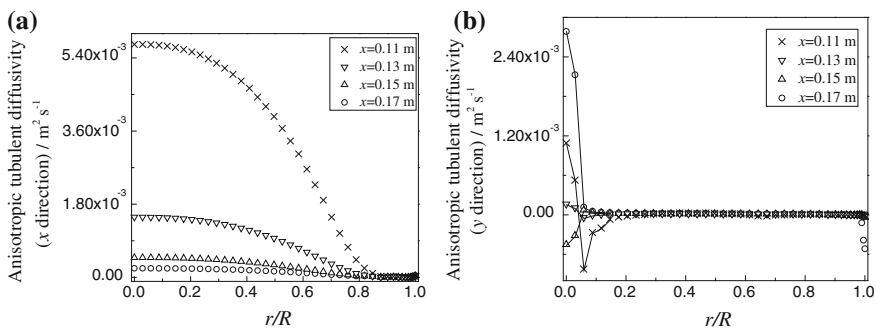 (a)
Anisotropic tubulent diffusivity
(x direction) / m² s⁻¹
5.40x10⁻³
3.60x10⁻³
1.80x10⁻³
0.00
x=0.11 m
x=0.13 m
x=0.15 m
x=0.17 m
0.0 0.2 0.4 0.6 0.8 1.0
r/R
(b)
Anisotropic tubulent diffusivity
(y direction) / m² s⁻¹
2.40x10⁻³
1.20x10⁻³
0.00
x=0.11 m
x=0.13 m
x=0.15 m
x=0.17 m
0.0 0.2 0.4 0.6 0.8 1.0
r/R